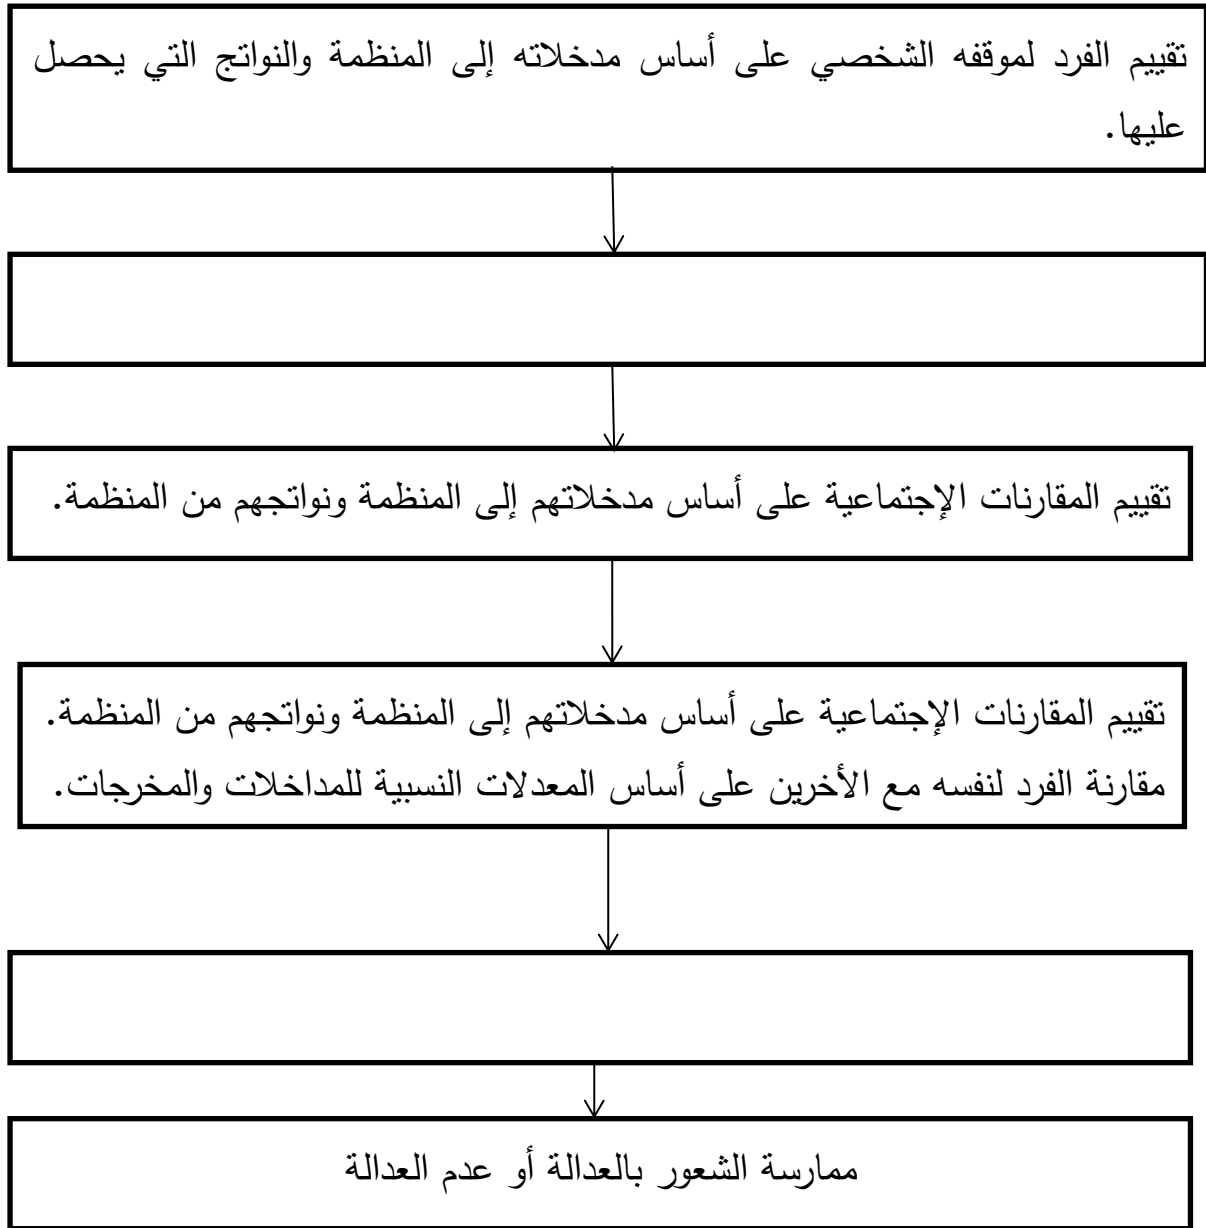 تقييم الفرد لموقفه الشخصي على أساس مدخلاته إلى المنظمة والنواتج التي يحصل
عليها.
تقييم المقارنات الإجتماعية على أساس مدخلاتهم إلى المنظمة ونواتجهم من المنظمة.
تقييم المقارنات الإجتماعية على أساس مدخلاتهم إلى المنظمة ونواتجهم من المنظمة.
مقارنة الفرد لنفسه مع الأخرين على أساس المعدلات النسبية للمداخلات والمخرجات.
ممارسة الشعور بالعدالة أو عدم العدالة